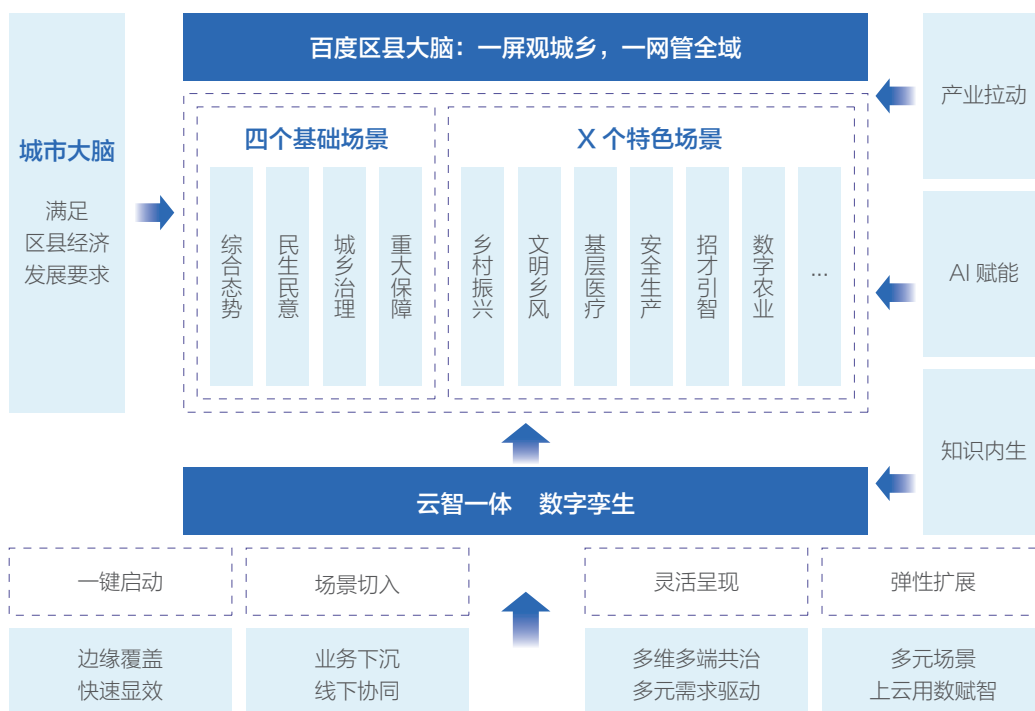 百度区县大脑：一屏观城乡，一网管全域
城市大脑
满足
区县经济
发展要求
四个基础场景
综合态势
民生民意
城乡治理
重大保障
X 个特色场景
乡村振兴
文明乡风
基层医疗
安全生产
招才引智
数字农业
...
产业拉动
AI 赋能
知识内生
云智一体 数字孪生
一键启动
场景切入
灵活呈现
弹性扩展
边缘覆盖
快速显效
业务下沉
线下协同
多维多端共治
多元需求驱动
多元场景
上云用数赋智